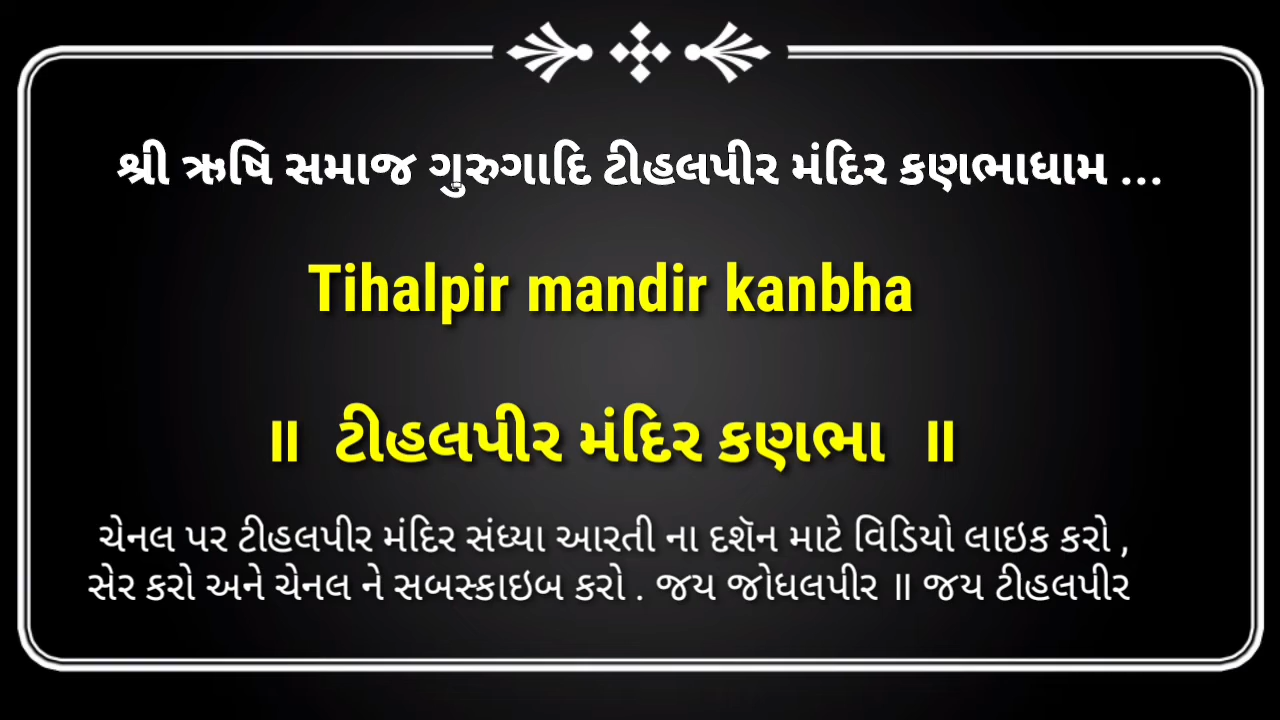 શ્રી ઋષિ સમાજ ગુરુગાદિ ટીહલપીર મંદિર કણભાધામ ...
Tihalpir mandir kanbha
॥ ટીહલપીર મંદિર કણભા ॥
ચેનલ પર ટીહલપીર મંદિર સંધ્યા આરતી ના દશૅન માટે વિડિયો લાઇક કરો ,
સેર કરો અને ચેનલ ને સબસ્કાઇબ કરો . જય જોધલપીર ॥ જય ટીહલપીર